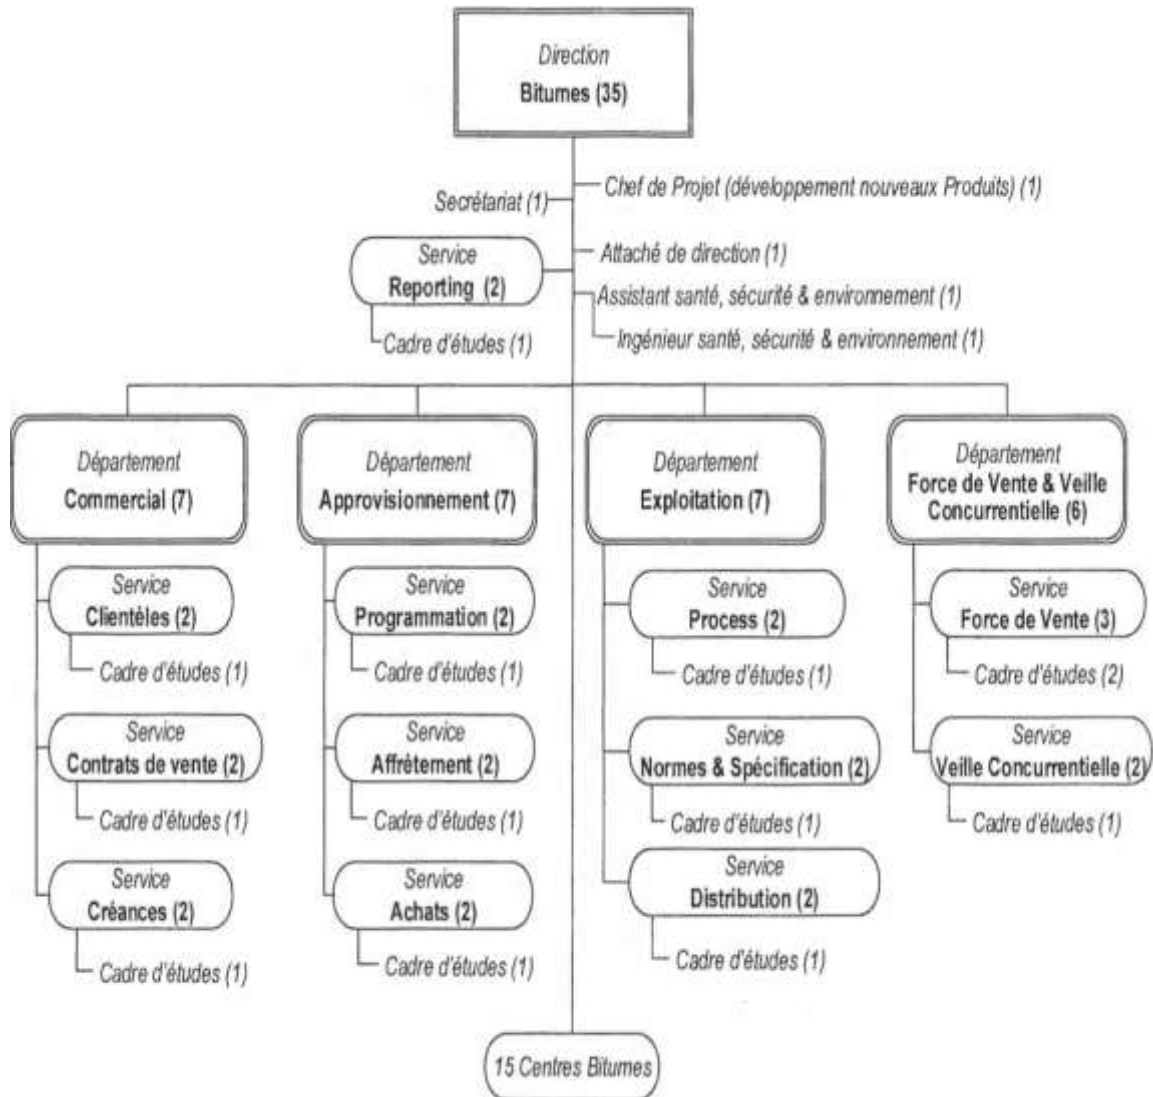 Direction
Bitumes (35)
Chef de Projet (développement nouveaux Produits) (1)
Secrétariat (1)
Attaché de direction (1)
Service
Reporting (2)
Assistant santé, sécurité & environnement (1)
Cadre d'études (1)
Ingénieur santé, sécurité & environnement (1)
Département
Commercial (7)
Service
Clientèles (2)
Cadre d'études (1)
Service
Contrats de vente (2)
Cadre d'études (1)
Service
Créances (2)
Cadre d'études (1)
Département
Approvisionnement (7)
Service
Programmation (2)
Cadre d'études (1)
Service
Affrètement (2)
Cadre d'études (1)
Service
Achats (2)
Cadre d'études (1)
Département
Exploitation (7)
Service
Process (2)
Cadre d'études (1)
Service
Normes & Spécification (2)
Cadre d'études (1)
Service
Distribution (2)
Cadre d'études (1)
Département
Force de Vente & Veille
Concurrentielle (6)
Service
Force de Vente (3)
Cadre d'études (2)
Service
Veille Concurrentielle (2)
Cadre d'études (1)
15 Centres Bitumes